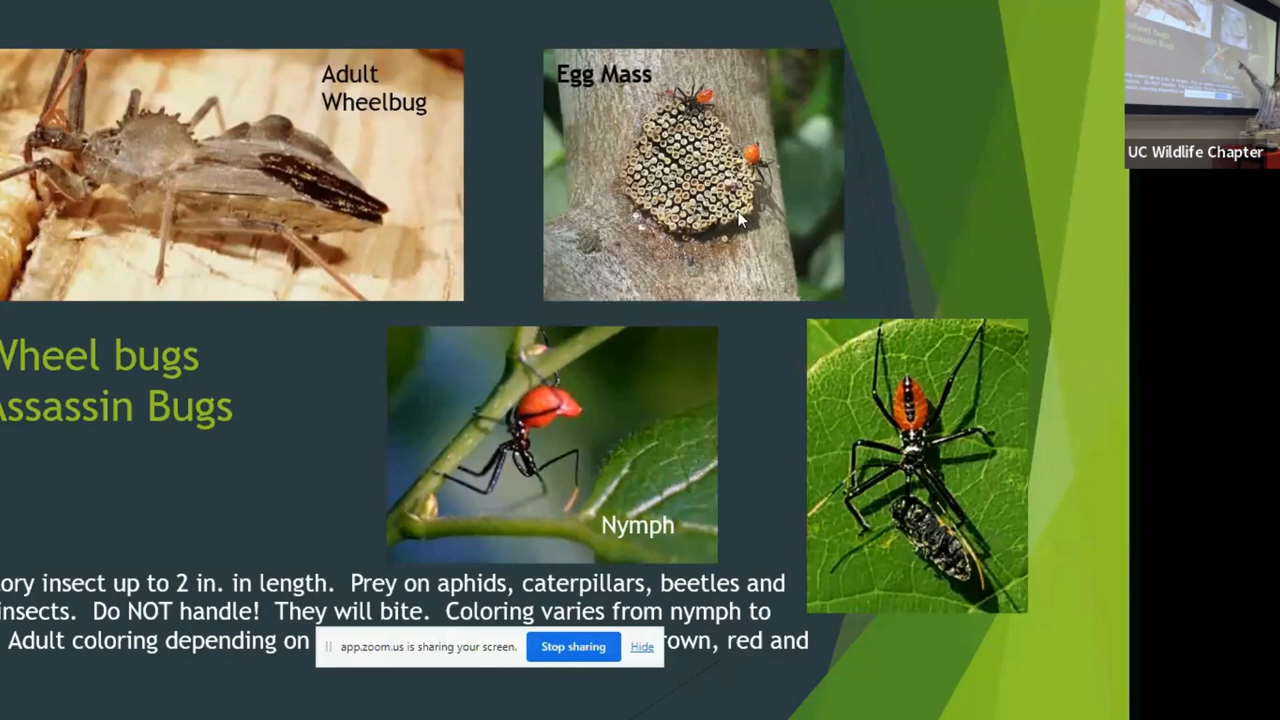 Adult
Wheelbug
Egg Mass
UC Wildlife Chapter
Wheel bugs
Assassin Bugs
Nymph
ory insect up to 2 in. in length. Prey on aphids, caterpillars, beetles and
insects. Do NOT handle! They will bite. Coloring varies from nymph to
Adult coloring depending on rown, red and
app.zoom.us is sharing your screen. Stop sharing Hide